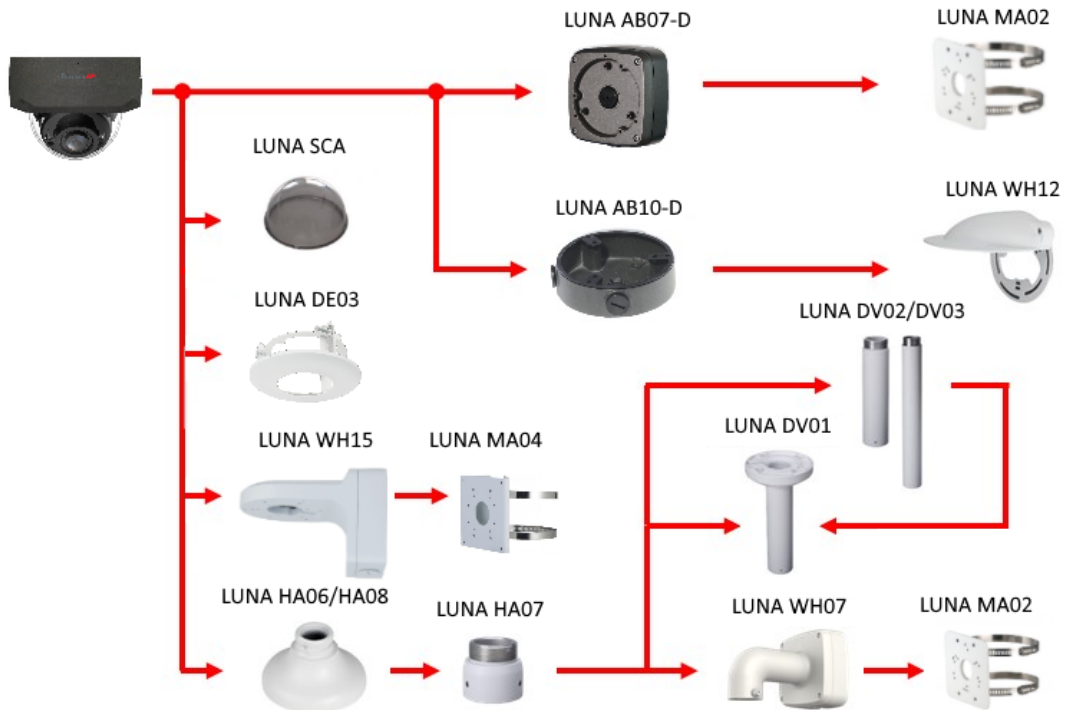 LUNA AB07-D
LUNA MA02
LUNA SCA
LUNA AB10-D
LUNA WH12
LUNA DE03
LUNA DV02/DV03
LUNA WH15
LUNA MA04
LUNA DV01
LUNA HA06/HA08
LUNA HA07
LUNA WH07
LUNA MA02